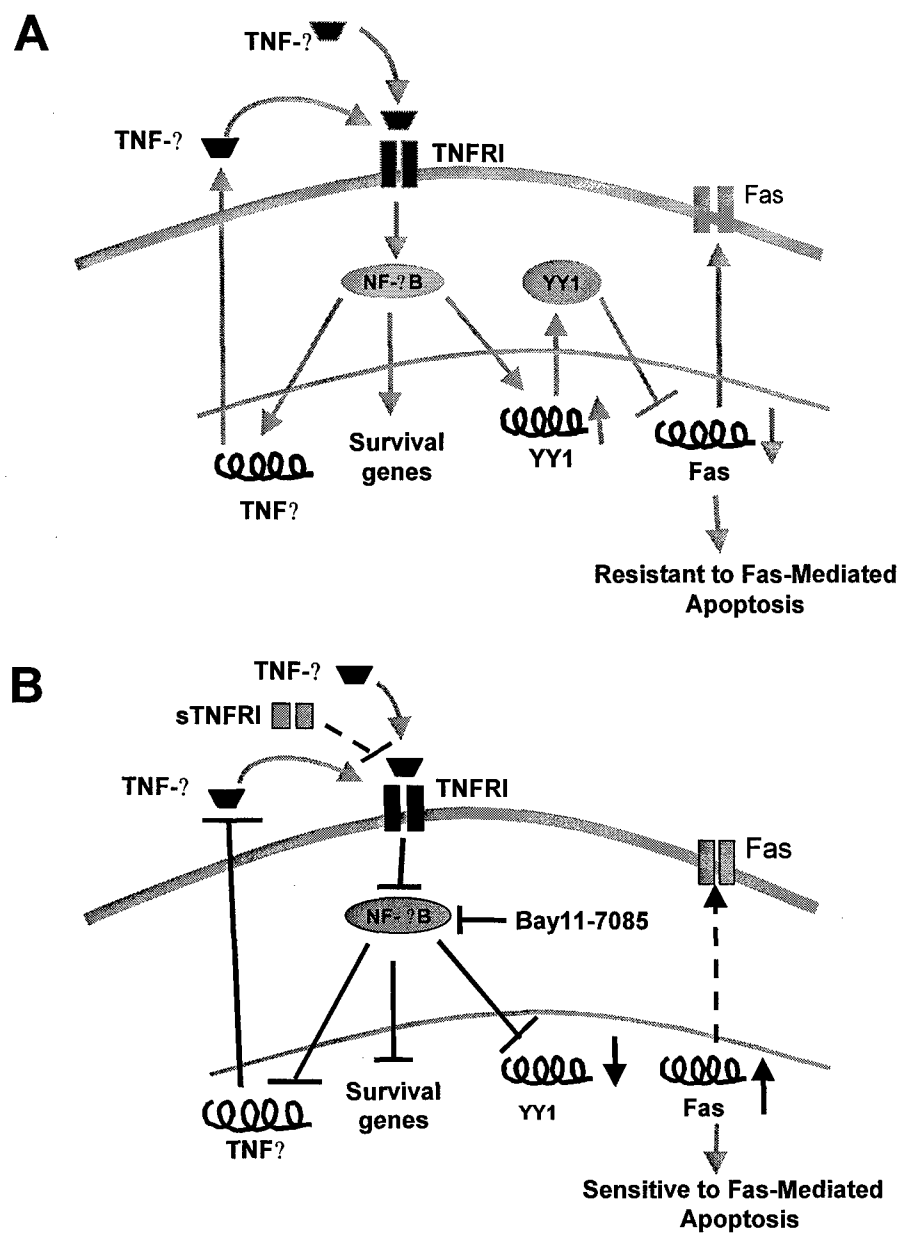 A
TNF-?
TNF-?
TNFRI
Fas
NF-?B
YY1
Survival
genes
YY1
Fas
TNF?
Resistant to Fas-Mediated
Apoptosis
B
TNF-?
sTNFRI
TNF-?
TNFRI
Fas
NF-?B
Bay11-7085
Survival
genes
YY1
Fas
TNF?
Sensitive to Fas-Mediated
Apoptosis